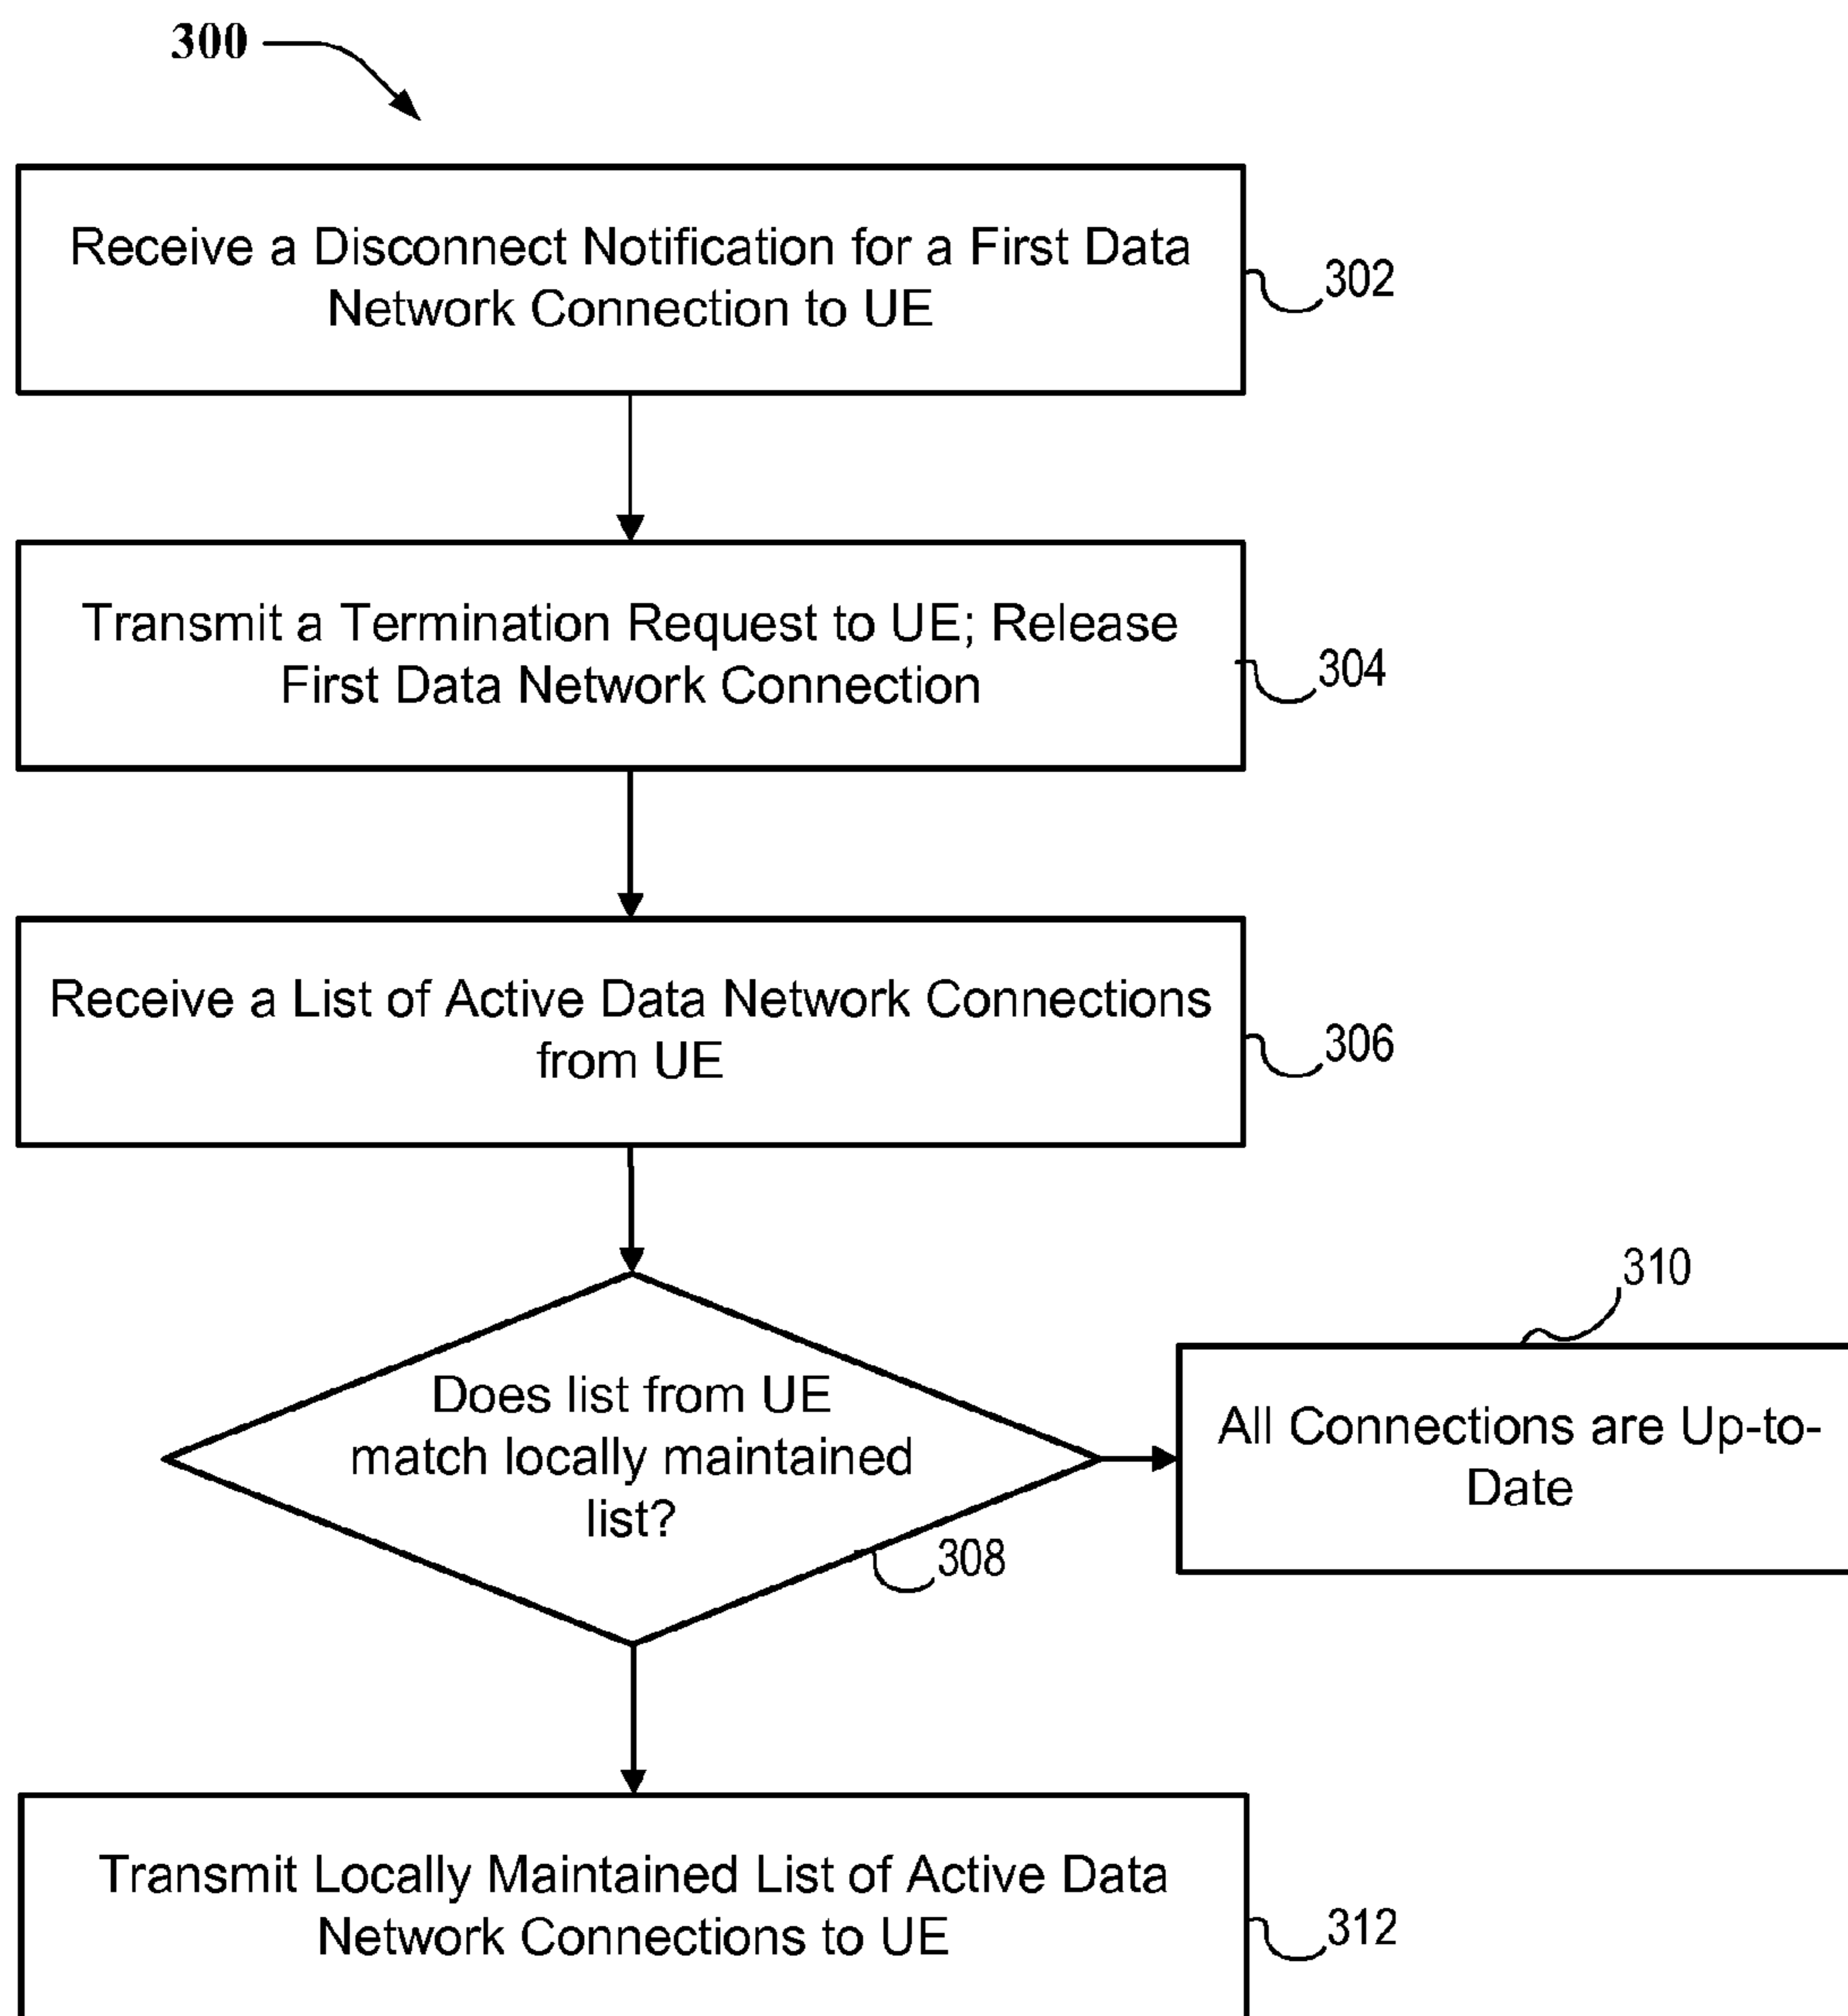 300
Receive a Disconnect Notification for a First Data
Network Connection to UE
302
Transmit a Termination Request to UE; Release
First Data Network Connection
304
Receive a List of Active Data Network Connections
from UE
306
Does list from UE
match locally maintained
list?
308
310
All Connections are Up-to-
Date
Transmit Locally Maintained List of Active Data
Network Connections to UE
312